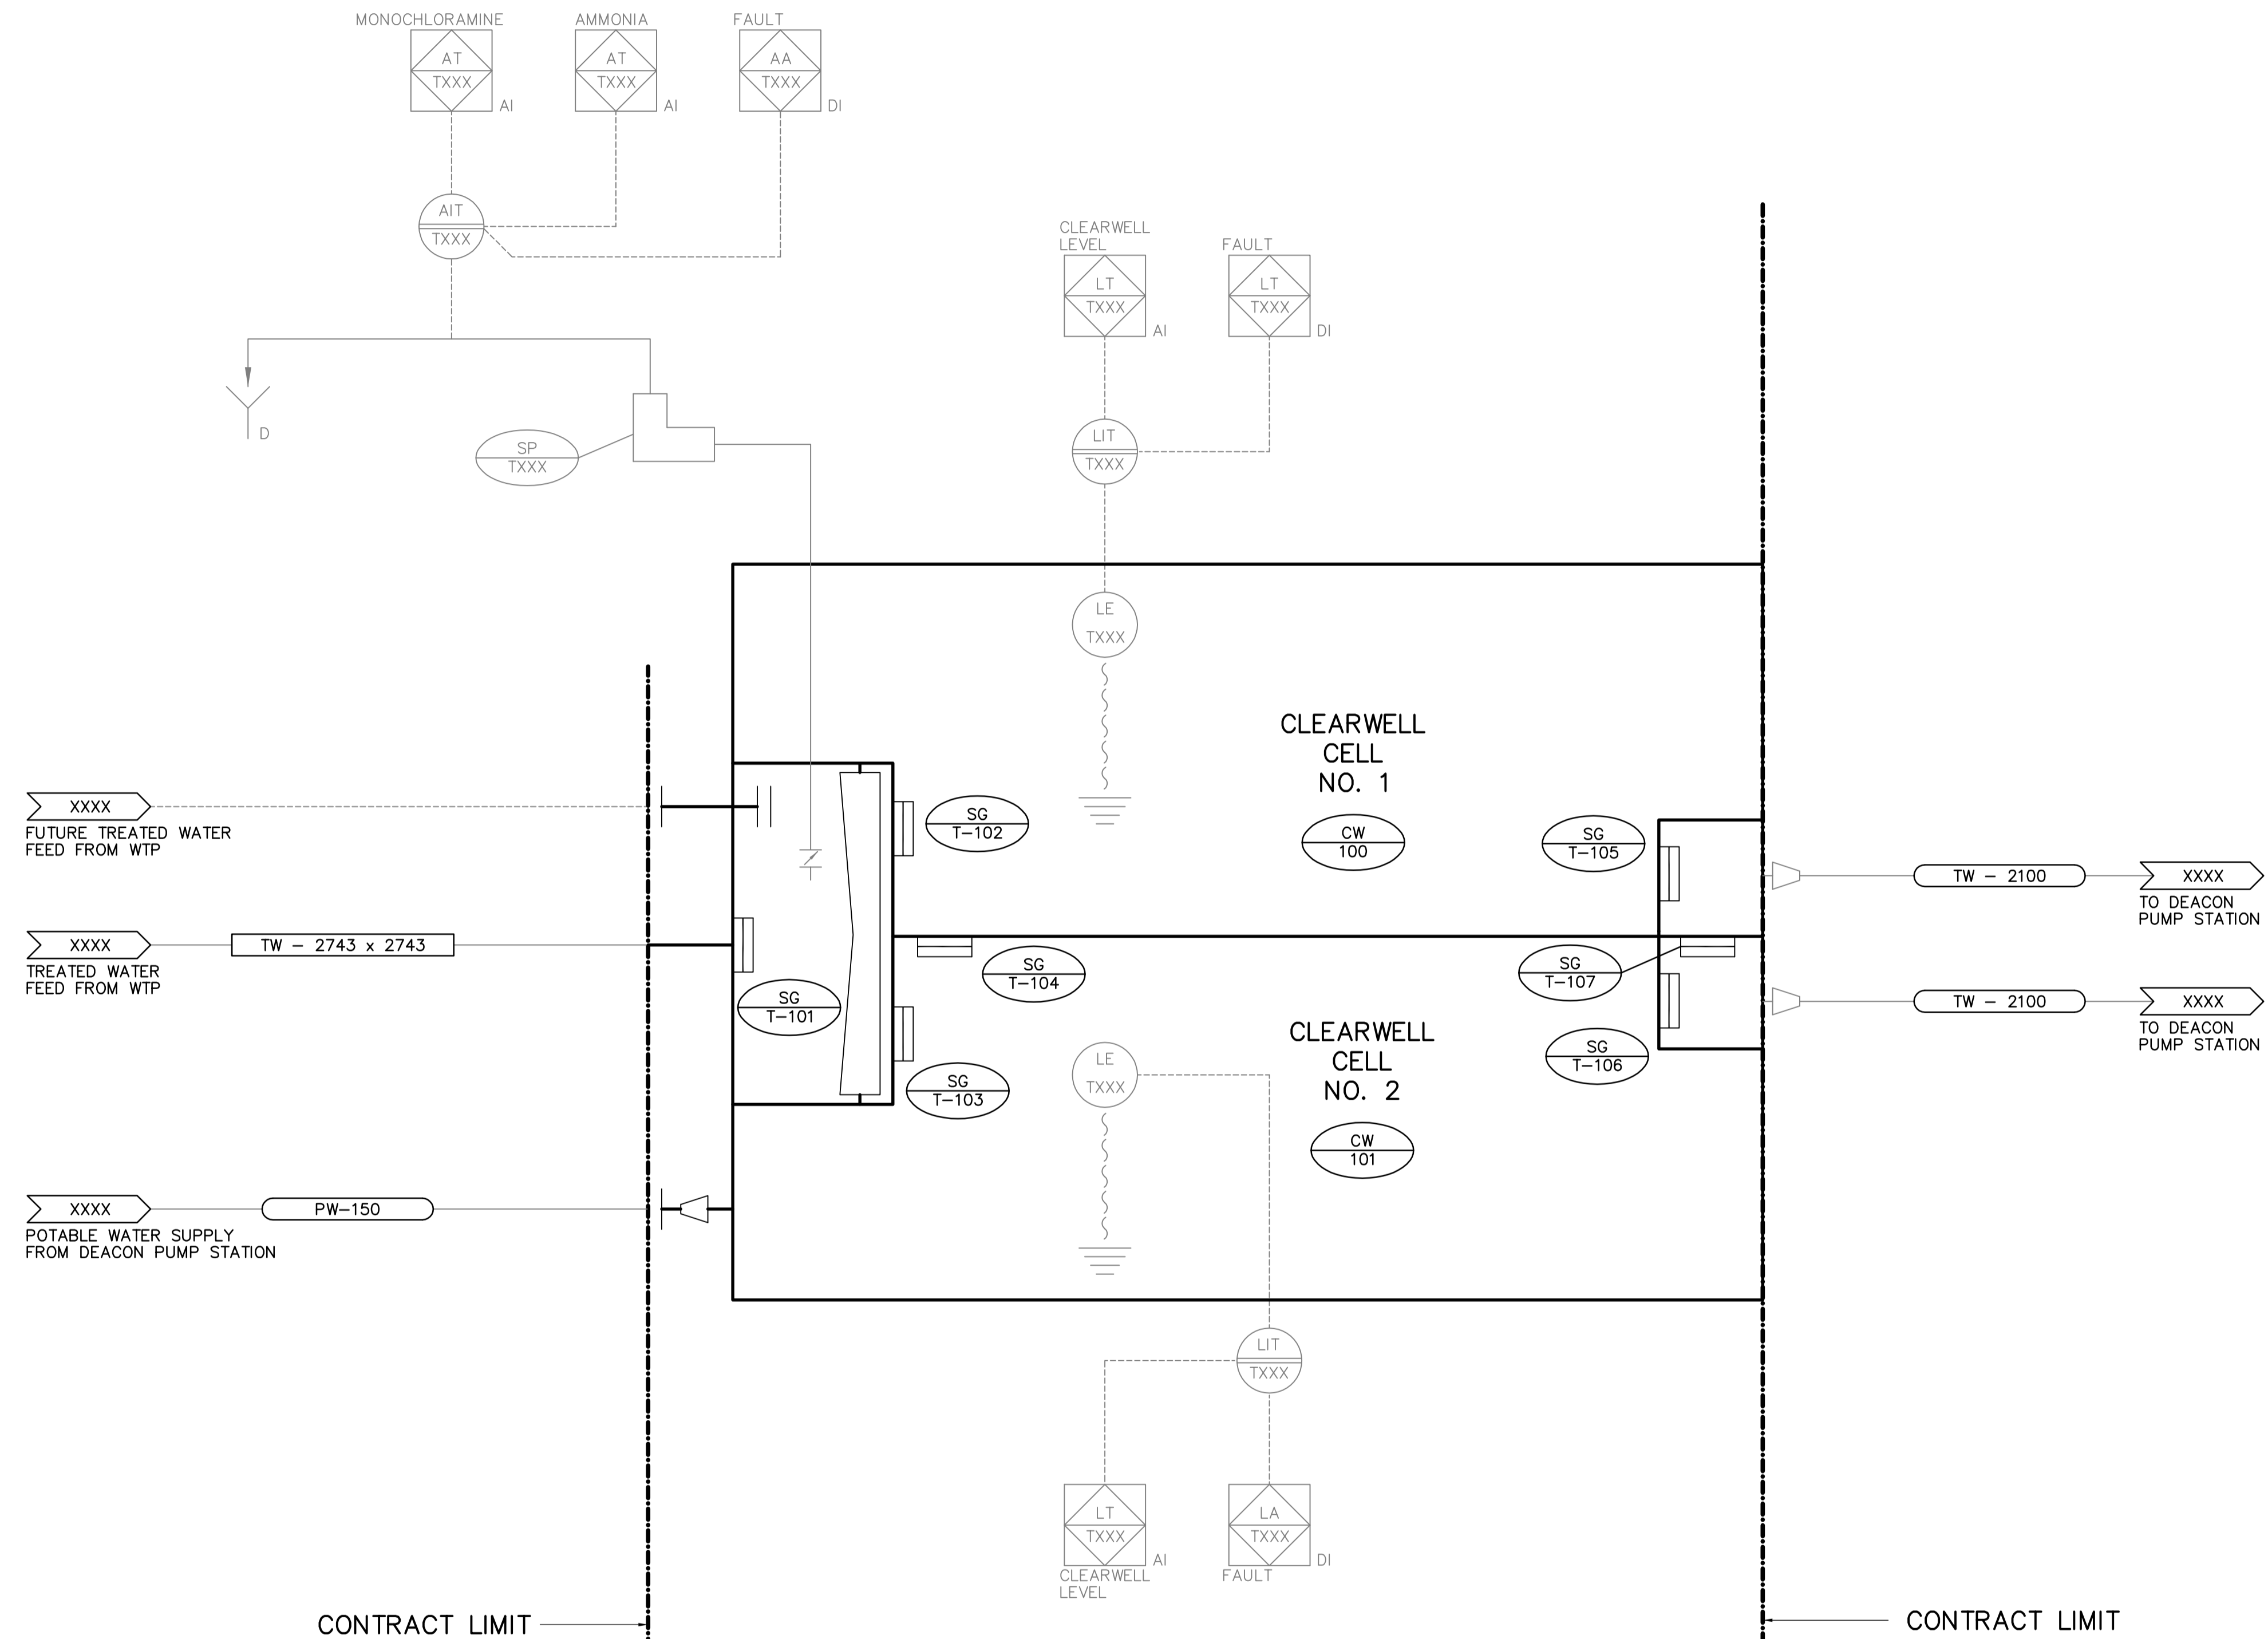 MONOCHLORAMINE
AT
TXXX
AI
AMMONIA
AT
TXXX
AI
FAULT
AA
TXXX
DI
AIT
TXXX
D
SP
TXXX
CLEARWELL
LEVEL
LT
TXXX
AI
FAULT
LT
TXXX
DI
LIT
TXXX
LE
TXXX
CLEARWELL
CELL
NO. 1
CW
100
XXXX
FUTURE TREATED WATER
FEED FROM WTP
SG
T-102
SG
T-105
TW - 2100
XXXX
TO DEACON
PUMP STATION
XXXX
TW - 2743 x 2743
TREATED WATER
FEED FROM WTP
SG
T-101
SG
T-104
SG
T-107
TW - 2100
XXXX
TO DEACON
PUMP STATION
SG
T-103
LE
TXXX
CLEARWELL
CELL
NO. 2
CW
101
SG
T-106
XXXX
PW-150
POTABLE WATER SUPPLY
FROM DEACON PUMP STATION
LIT
TXXX
LT
TXXX
AI
CLEARWELL
LEVEL
LA
TXXX
DI
FAULT
CONTRACT LIMIT
CONTRACT LIMIT